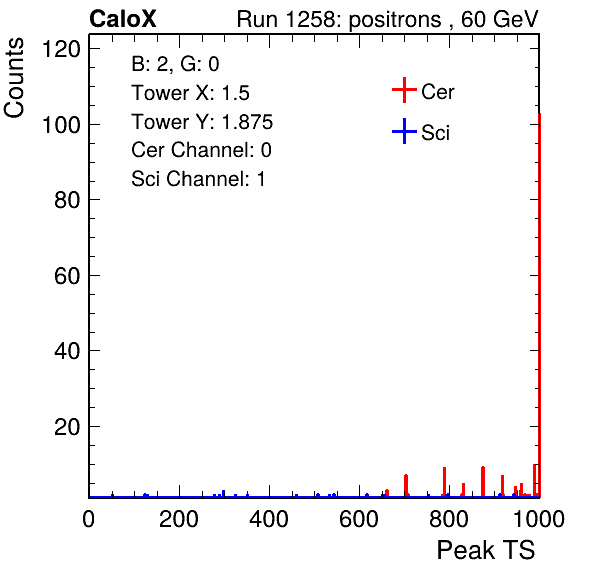 CaloX Run 1258: positrons , 60 GeV
Counts
B: 2, G: 0
Tower X: 1.5
Tower Y: 1.875
Cer Channel: 0
Sci Channel: 1
Cer
Sci
120
100
80
60
40
20
0 200 400 600 800 1000
Peak TS